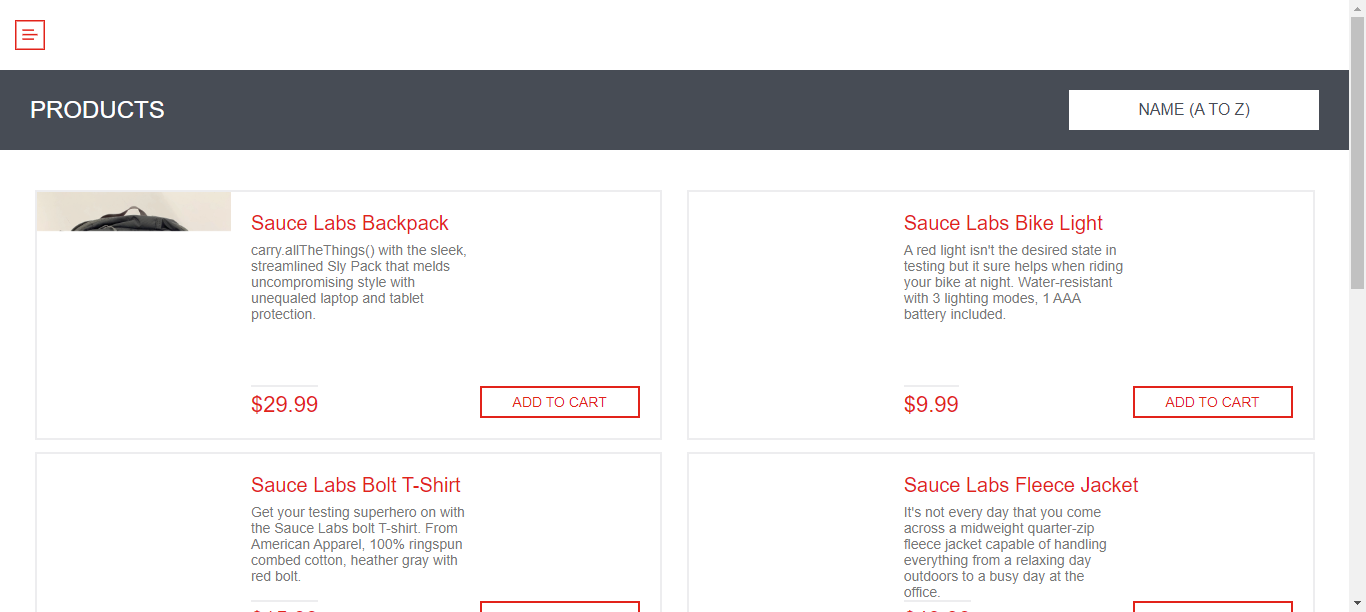 PRODUCTS
NAME (A TO Z)
Sauce Labs Backpack
carry.allTheThings() with the sleek,
streamlined Sly Pack that melds
uncompromising style with
unequaled laptop and tablet
protection.
$29.99
ADD TO CART
Sauce Labs Bike Light
A red light isn't the desired state in
testing but it sure helps when riding
your bike at night. Water-resistant
with 3 lighting modes, 1 AAA
battery included.
$9.99
ADD TO CART
Sauce Labs Bolt T-Shirt
Get your testing superhero on with
the Sauce Labs bolt T-shirt. From
American Apparel, 100% ringspun
combed cotton, heather gray with
red bolt.
Sauce Labs Fleece Jacket
It's not every day that you come
across a midweight quarter-zip
fleece jacket capable of handling
everything from a relaxing day
outdoors to a busy day at the
office.